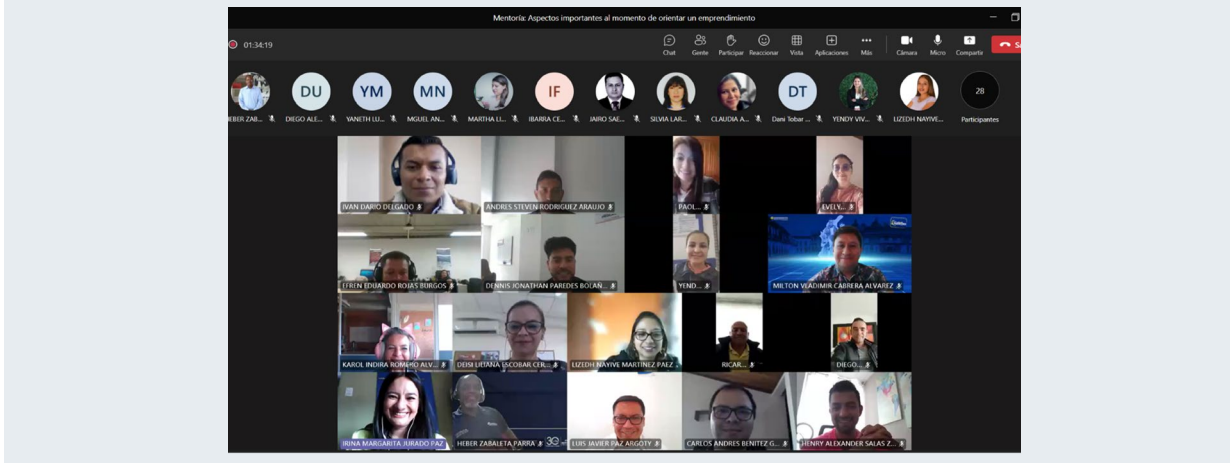 Mentoría: Aspectos importantes al momento de orientar un emprendimiento
01:34:19
Chat Gente Participar Reaccionar Vista Aplicaciones Más Cámara Micro Compartir
DU YM MN IF DT 28
DIEGO ALE... YANETH LU... MIGUEL AN... MARTHA LI... IBARRA CE... JAIRO SAE... SILVIA LAR... CLAUDIA A... Dani Tobar ... YENDY VIV... LIZEDH NAYIVE... Participantes
IVAN DARIO DELGADO ANDRES STEVEN RODRIGUEZ ARAUJO PAOL... EVELY...
EFREN EDUARDO ROJAS BURGOS DENNIS JONATHAN PAREDES BOLAÑ... YEND... MILTON VLADIMIR CABRERA ALVAREZ
KAROL INDIRA ROMERO ALV... DEISI LILIANA ESCOBAR CER... LIZEDH NAYIVE MARTINEZ PAEZ RICAR... DIEGO...
IRINA MARGARITA JURADO PAZ HEBER ZABALETA PARRA LUIS JAVIER PAZ ARGOTY CARLOS ANDRES BENITEZ G... HENRY ALEXANDER SALAS Z...